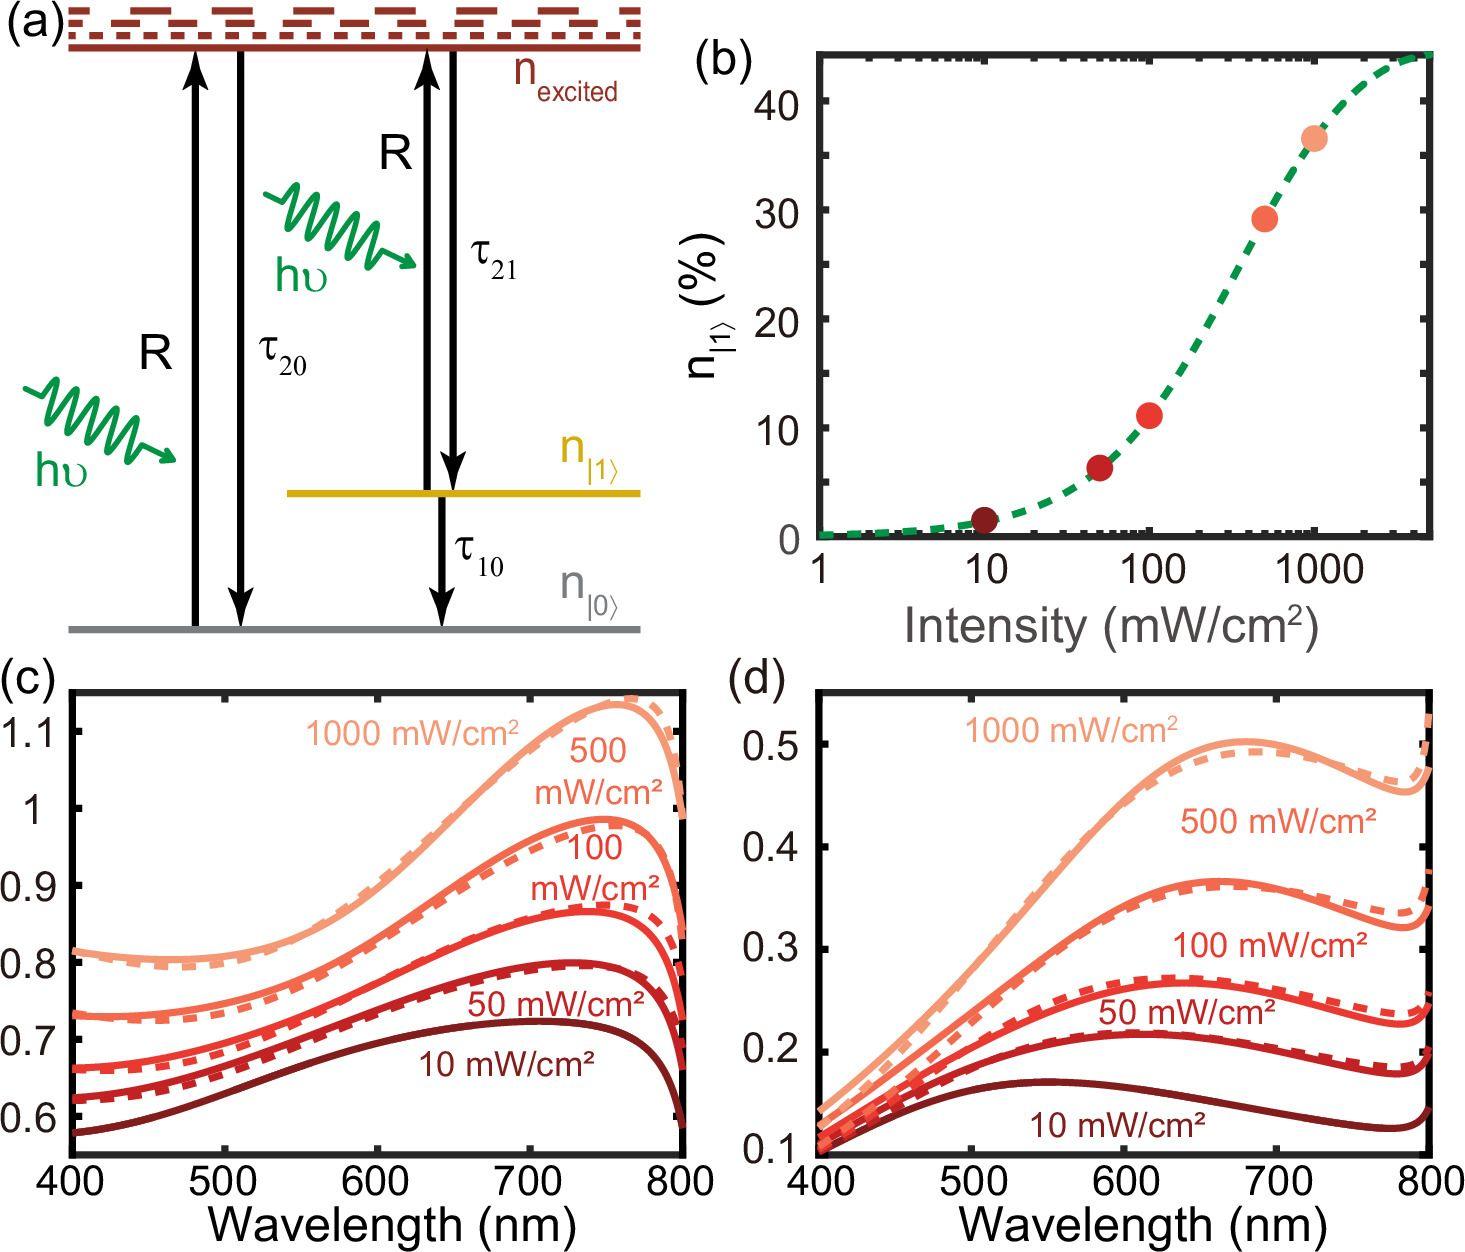 (a)
n excited
R
τ20
hυ
R
τ21
hυ
n|1⟩
τ10
n|0⟩
(b)
n|1⟩ (%)
40
30
20
10
0
1 10 100 1000
Intensity (mW/cm²)
(c)
1.1
1
0.9
0.8
0.7
0.6
1000 mW/cm²
500
mW/cm²
100
mW/cm²
50 mW/cm²
10 mW/cm²
400 500 600 700 800
Wavelength (nm)
(d)
0.5
0.4
0.3
0.2
0.1
1000 mW/cm²
500 mW/cm²
100 mW/cm²
50 mW/cm²
10 mW/cm²
400 500 600 700 800
Wavelength (nm)